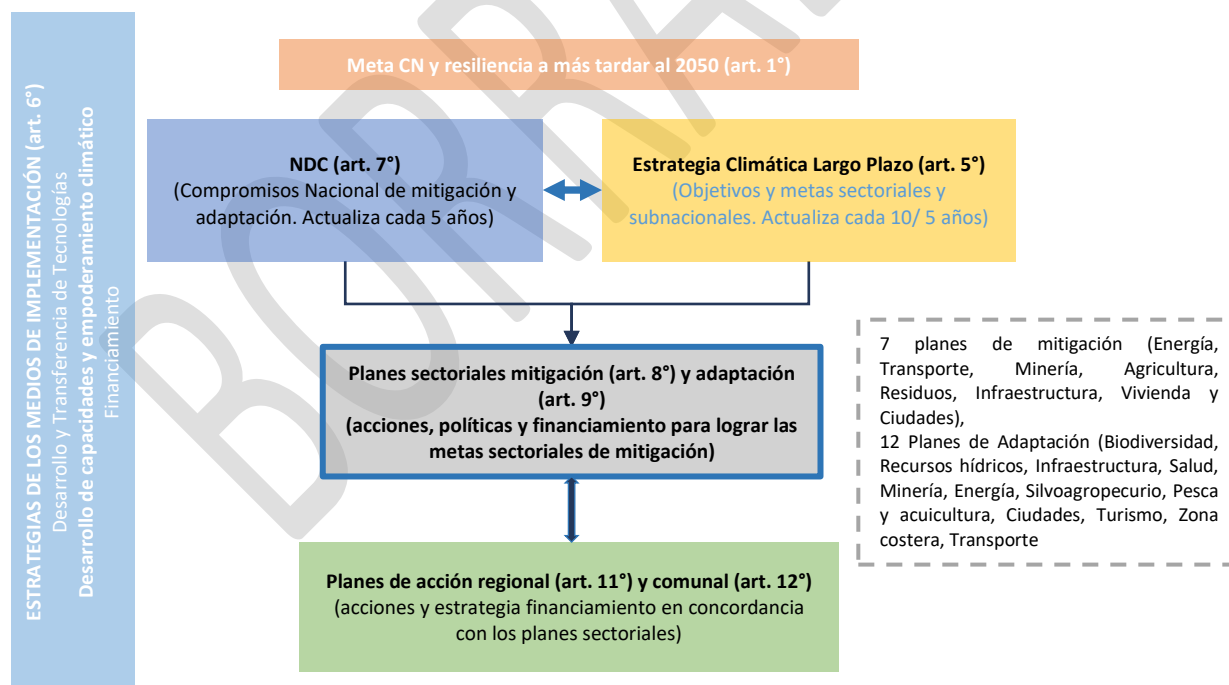 ESTRATEGIAS DE LOS MEDIOS DE IMPLEMENTACIÓN (art. 6°)
Desarrollo y Transferencia de Tecnologías
Desarrollo de capacidades y empoderamiento climático
Financiamiento
Meta CN y resiliencia a más tardar al 2050 (art. 1°)
NDC (art. 7°)
(Compromisos Nacional de mitigación y
adaptación. Actualiza cada 5 años)
Estrategia Climática Largo Plazo (art. 5°)
(Objetivos y metas sectoriales y
subnacionales. Actualiza cada 10/ 5 años)
Planes sectoriales mitigación (art. 8°) y adaptación
(art. 9°)
(acciones, políticas y financiamiento para lograr las
metas sectoriales de mitigación)
7 planes de mitigación (Energía,
Transporte, Minería, Agricultura,
Residuos, Infraestructura, Vivienda y
Ciudades),
12 Planes de Adaptación (Biodiversidad,
Recursos hídricos, Infraestructura, Salud,
Minería, Energía, Silvoagropecurio, Pesca
y acuicultura, Ciudades, Turismo, Zona
costera, Transporte
Planes de acción regional (art. 11°) y comunal (art. 12°)
(acciones y estrategia financiamiento en concordancia
con los planes sectoriales)
BORRA